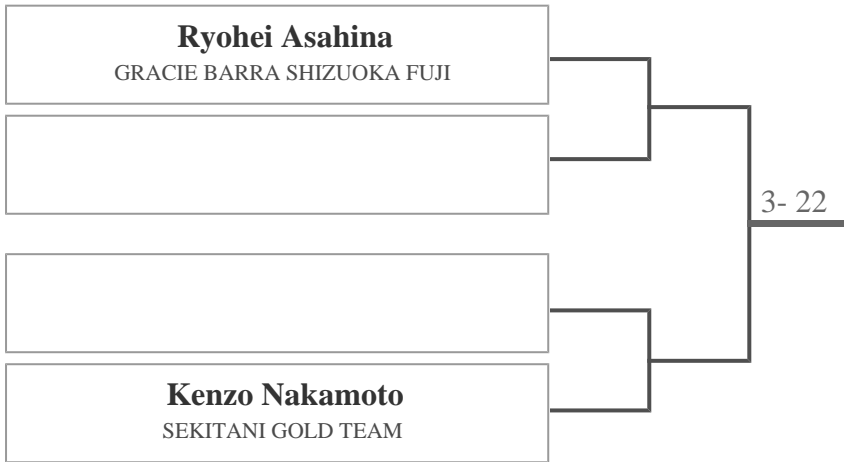 Ryohei Asahina
GRACIE BARRA SHIZUOKA FUJI
3- 22
Kenzo Nakamoto
SEKITANI GOLD TEAM